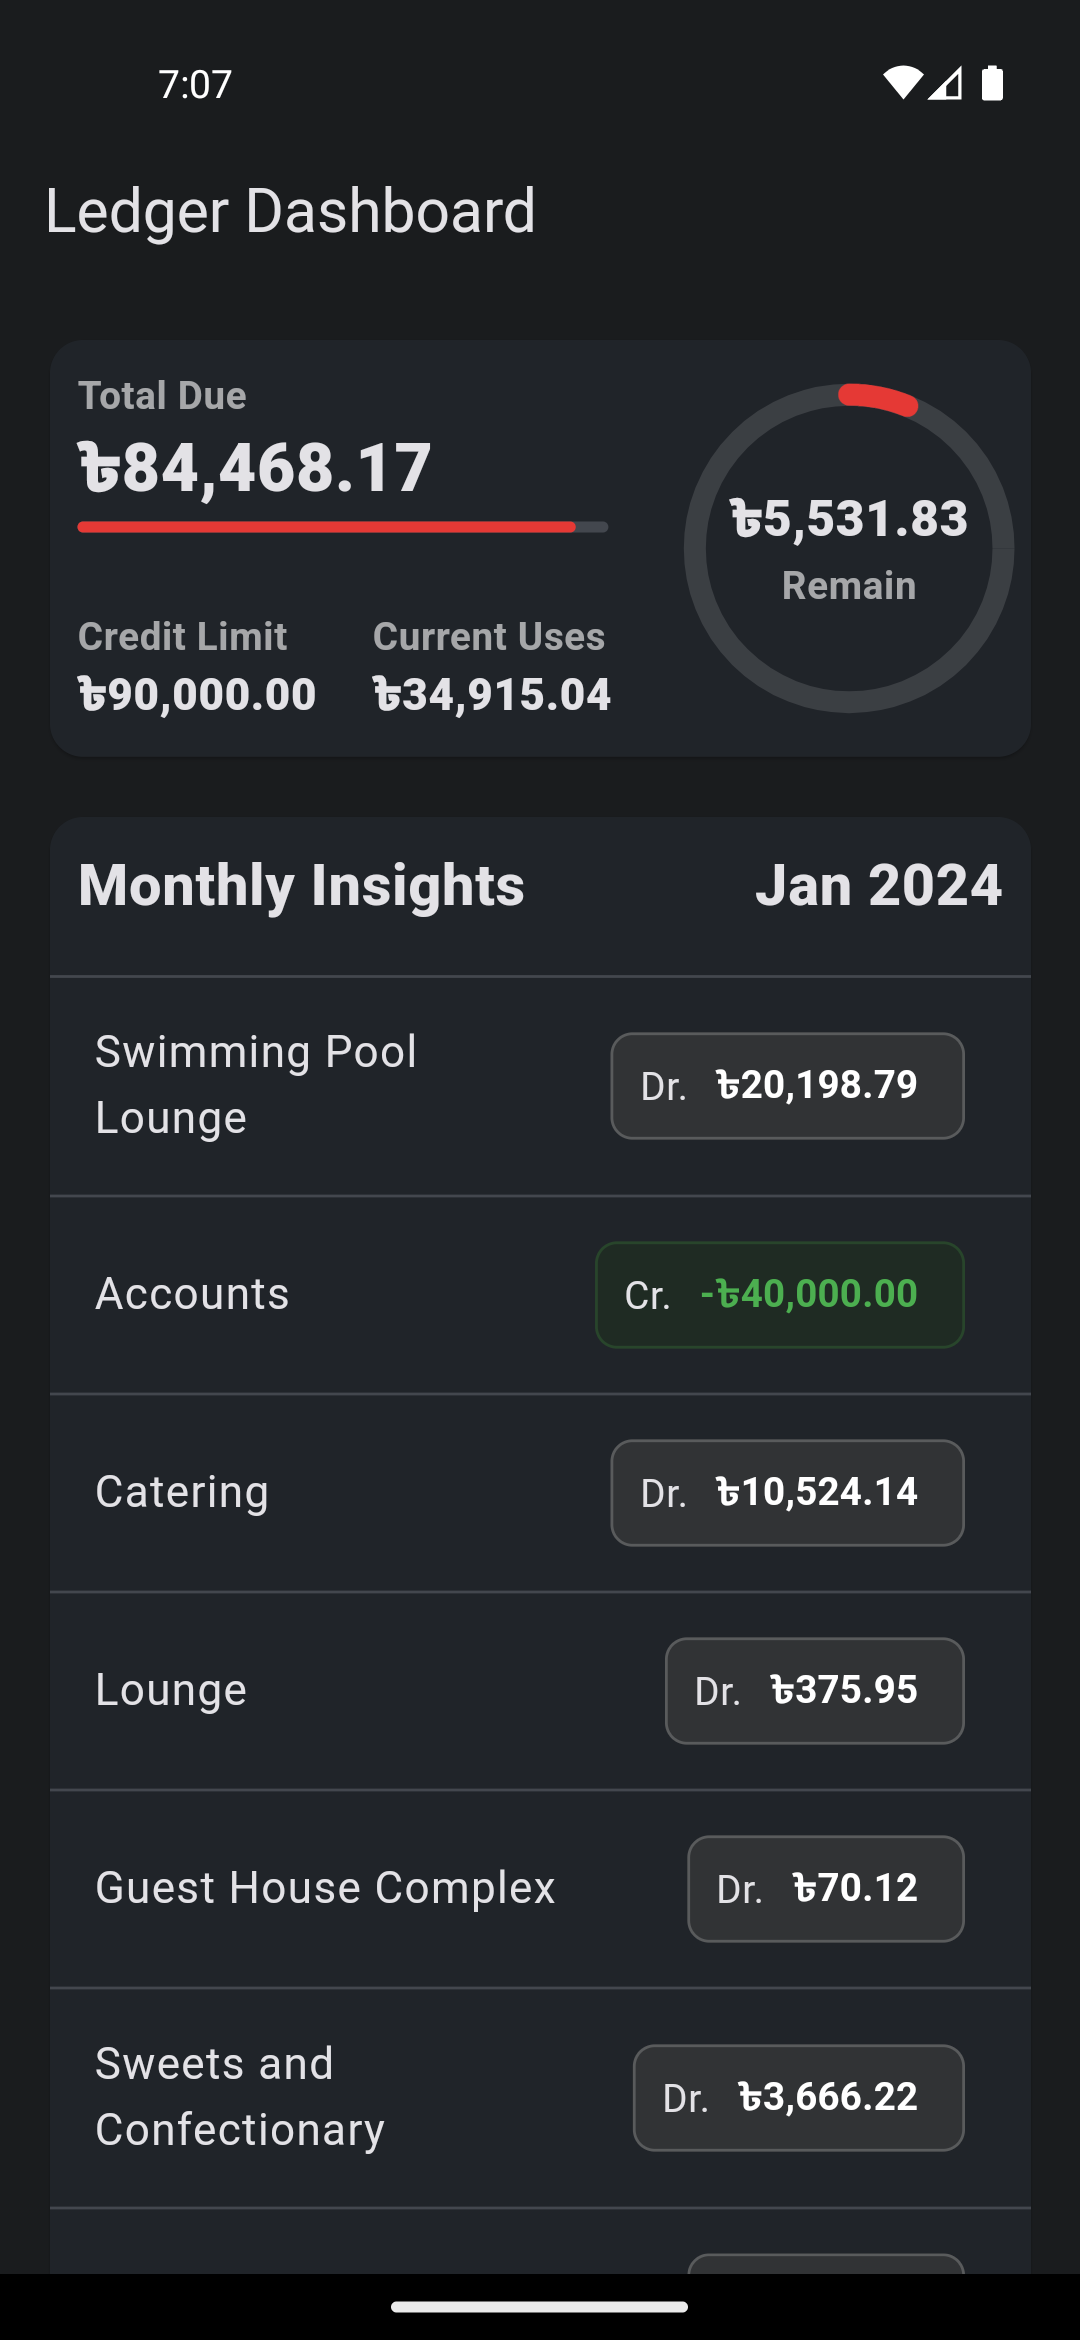 7:07
Ledger Dashboard
Total Due
৳84,468.17
Credit Limit
৳90,000.00
Current Uses
৳34,915.04
৳5,531.83
Remain
Monthly Insights
Jan 2024
Swimming Pool
Lounge
Dr. ৳20,198.79
Accounts
Cr. -৳40,000.00
Catering
Dr. ৳10,524.14
Lounge
Dr. ৳375.95
Guest House Complex
Dr. ৳70.12
Sweets and
Confectionary
Dr. ৳3,666.22